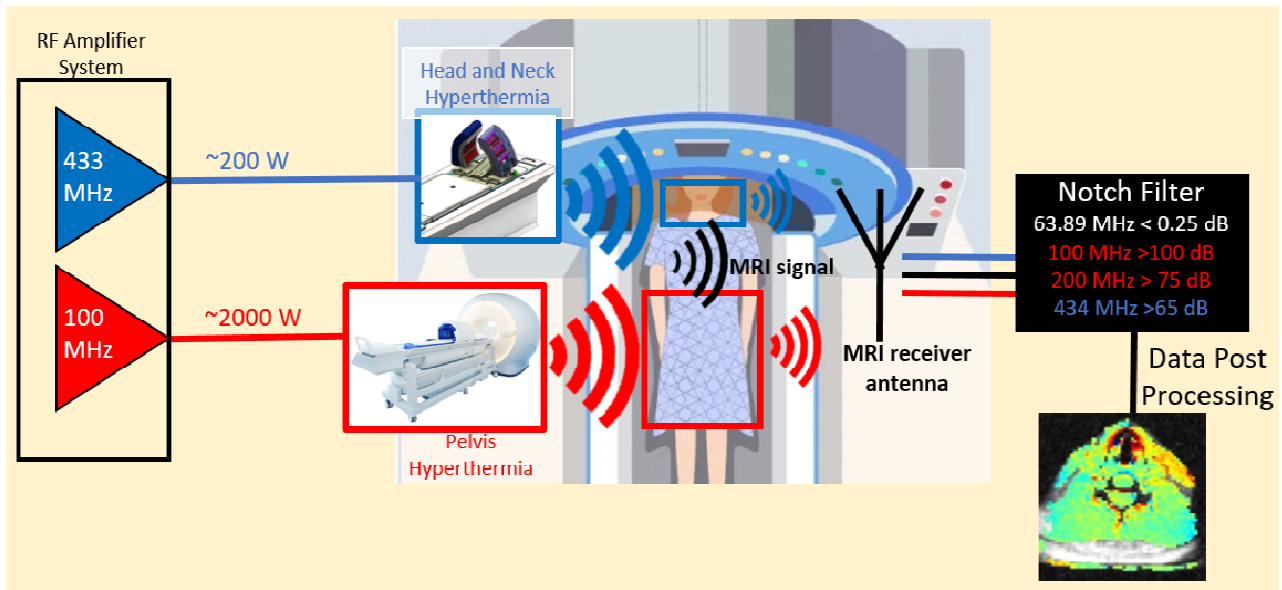 RF Amplifier
System
433
MHz
~200 W
100
MHz
~2000 W
Head and Neck
Hyperthermia
Pelvis
Hyperthermia
MRI signal
MRI receiver
antenna
Notch Filter
63.89 MHz < 0.25 dB
100 MHz >100 dB
200 MHz > 75 dB
434 MHz >65 dB
Data Post
Processing